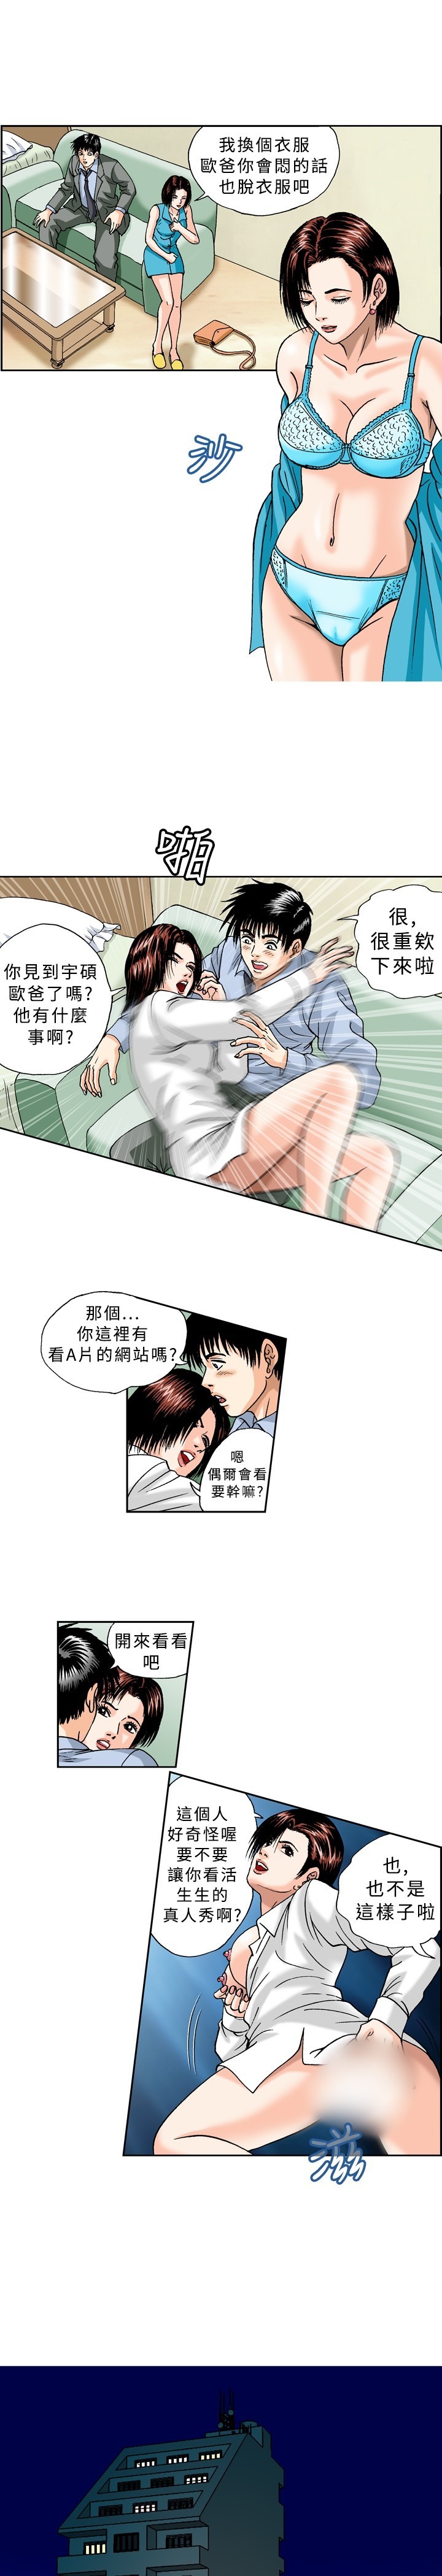 我換個衣服
歐爸你會悶的話
也脫衣服吧
沙
啪
很,
很重欸
下來啦
你見到宇碩
歐爸了嗎?
他有什麼
事啊?
那個...
你這裡有
看A片的網站嗎?
嗯
偶爾會看
要幹嘛?
開來看看
吧
這個人
好奇怪喔
要不要
讓你看活
生生的
真人秀啊?
也,
也不是
這樣子啦
滋